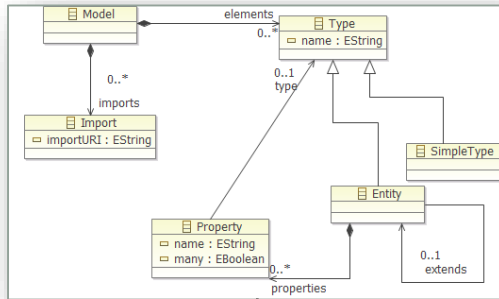 Model
elements
0..*
Type
name : EString
0..*
imports
0..1
type
Import
importURI : EString
SimpleType
Entity
Property
name : EString
many : EBoolean
0..1
extends
0..*
properties